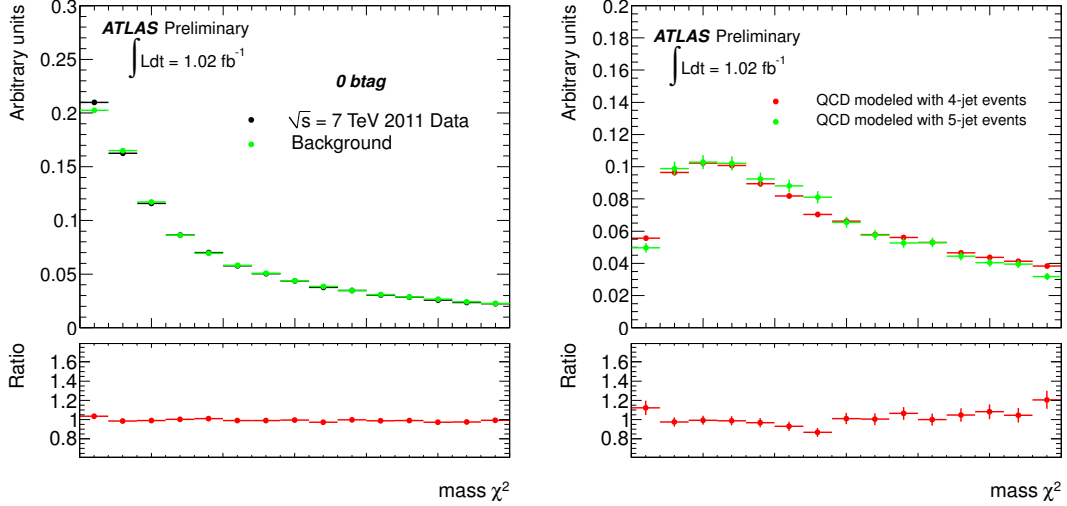 Arbitrary units
0.3
0.25
0.2
0.15
0.1
0.05
0
ATLAS Preliminary
∫ Ldt = 1.02 fb⁻¹
0 btag
√s = 7 TeV 2011 Data
Background
Ratio
1.6
1.4
1.2
1
0.8
mass χ²
Arbitrary units
0.2
0.18
0.16
0.14
0.12
0.1
0.08
0.06
0.04
0.02
0
ATLAS Preliminary
∫ Ldt = 1.02 fb⁻¹
QCD modeled with 4-jet events
QCD modeled with 5-jet events
Ratio
1.6
1.4
1.2
1
0.8
mass χ²